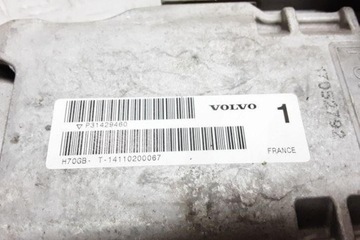 VOLVO
1
P31429460
H70GB- T-14110200067
FRANCE